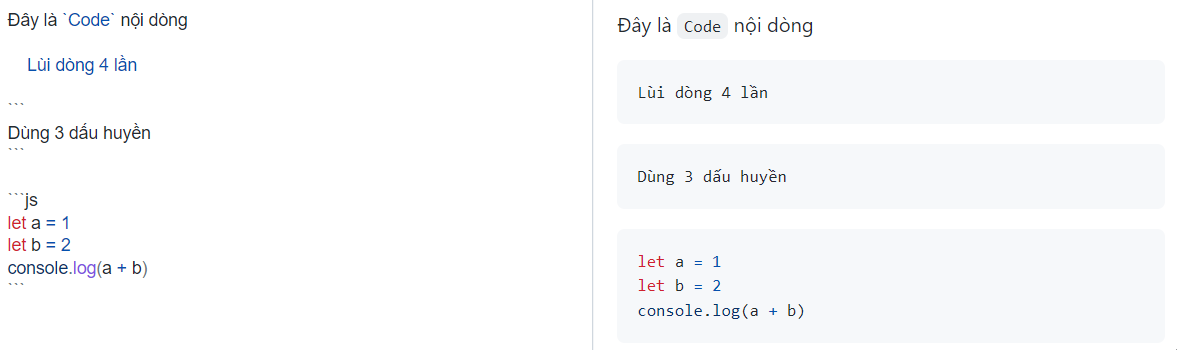 Đây là `Code` nội dòng
    Lùi dòng 4 lần
```
Dùng 3 dấu huyền
```
```js
let a = 1
let b = 2
console.log(a + b)
```
Đây là Code nội dòng
Lùi dòng 4 lần
Dùng 3 dấu huyền
let a = 1
let b = 2
console.log(a + b)